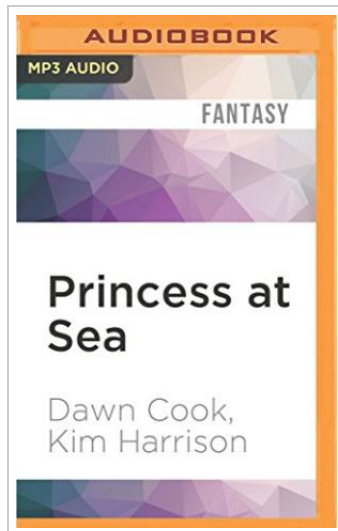 AUDIOBOOK
MP3 AUDIO
FANTASY
Princess at
Sea
Dawn Cook,
Kim Harrison